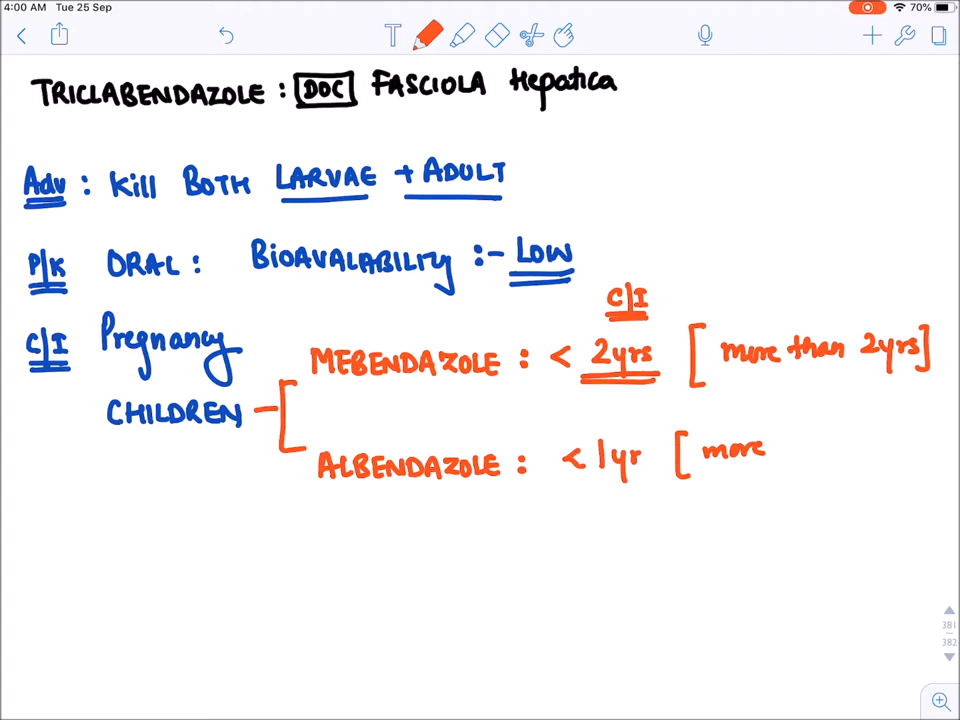 4:00 AM Tue 25 Sep 70%
TRICLABENDAZOLE : DOC FASCIOLA Hepatica
Adv : Kill BOTH LARVAE + ADULT
P/K ORAL : BIOAVALABILITY :- LOW
C/I
C/I Pregnancy
MEBENDAZOLE : < 2yrs [ more than 2yrs ]
CHILDREN
ALBENDAZOLE : < 1yr [ more
381
382